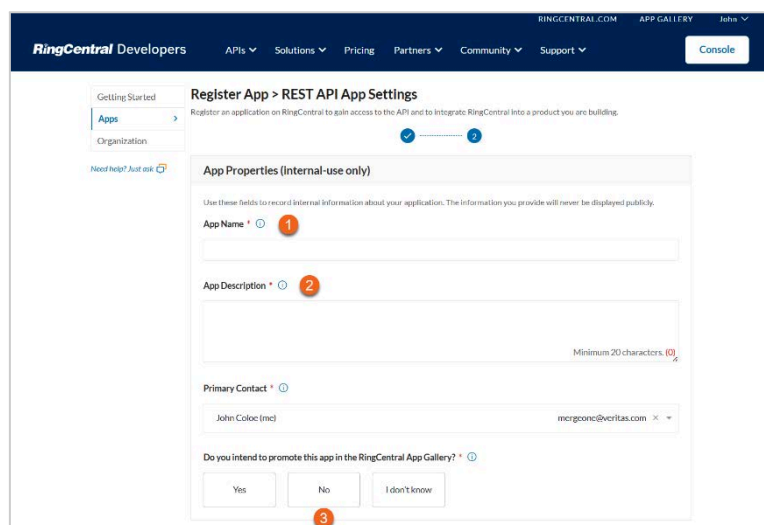 RINGCENTRAL.COM APP GALLERY John
RingCentral Developers APIs Solutions Pricing Partners Community Support Console
Getting Started
Apps
Organization
Need help? Just ask
Register App > REST API App Settings
Register an application on RingCentral to gain access to the API and to integrate RingCentral into a product you are building.
2
App Properties (internal-use only)
Use these fields to record internal information about your application. The information you provide will never be displayed publicly.
App Name * 1
App Description * 2
Minimum 20 characters. (0)
Primary Contact *
John Coloe (me) mergeone@veritas.com
Do you intend to promote this app in the RingCentral App Gallery? *
Yes No I don't know
3